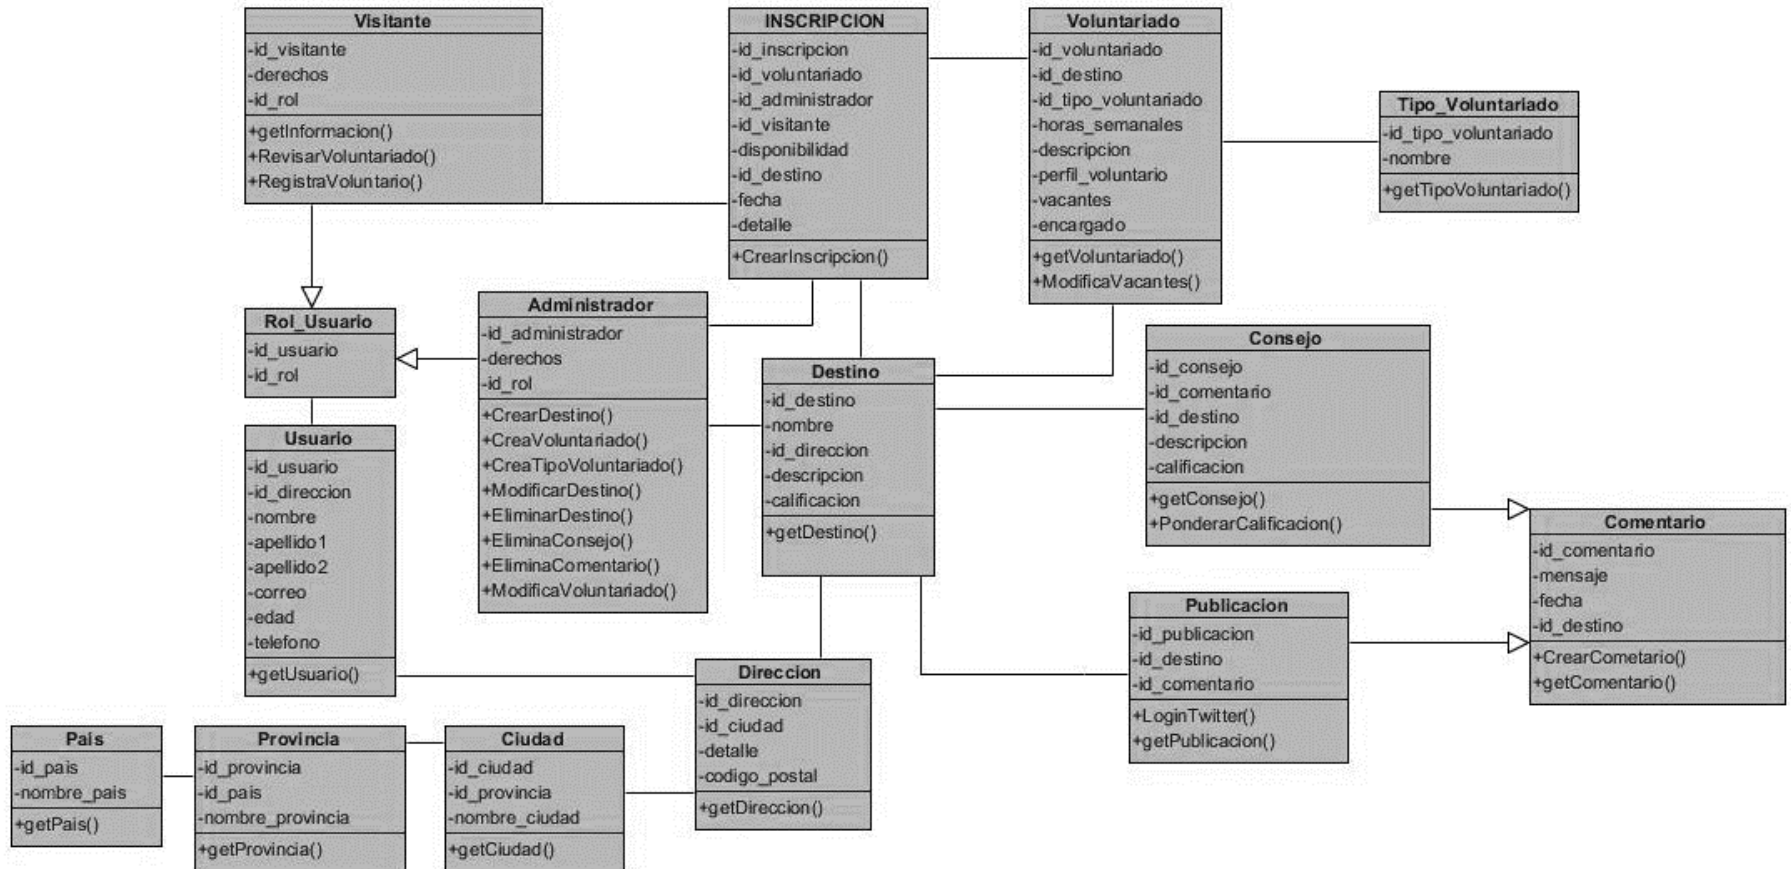 Visitante
-id_visitante
-derechos
-id_rol
+getInformacion()
+RevisarVoluntariado()
+RegistraVoluntario()
INSCRIPCION
-id_inscripcion
-id_voluntariado
-id_administrador
-id_visitante
-disponibilidad
-id_destino
-fecha
-detalle
+CrearInscripcion()
Voluntariado
-id_voluntariado
-id_destino
-id_tipo_voluntariado
-horas_semanales
-descripcion
-perfil_voluntario
-vacantes
-encargado
+getVoluntariado()
+ModificaVacantes()
Tipo_Voluntariado
-id_tipo_voluntariado
-nombre
+getTipoVoluntariado()
Rol_Usuario
-id_usuario
-id_rol
Administrador
-id_administrador
-derechos
-id_rol
+CrearDestino()
+CreaVoluntariado()
+CreaTipoVoluntariado()
+ModificarDestino()
+EliminarDestino()
+EliminaConsejo()
+EliminaComentario()
+ModificaVoluntariado()
Destino
-id_destino
-nombre
-id_direccion
-descripcion
-calificacion
+getDestino()
Consejo
-id_consejo
-id_comentario
-id_destino
-descripcion
-calificacion
+getConsejo()
+PonderarCalificacion()
Usuario
-id_usuario
-id_direccion
-nombre
-apellido1
-apellido2
-correo
-edad
-telefono
+getUsuario()
Comentario
-id_comentario
-mensaje
-fecha
-id_destino
+CrearCometario()
+getComentario()
Publicacion
-id_publicacion
-id_destino
-id_comentario
+LoginTwitter()
+getPublicacion()
Direccion
-id_direccion
-id_ciudad
-detalle
-codigo_postal
+getDireccion()
Pais
-id_pais
-nombre_pais
+getPais()
Provincia
-id_provincia
-id_pais
-nombre_provincia
+getProvincia()
Ciudad
-id_ciudad
-id_provincia
-nombre_ciudad
+getCiudad()